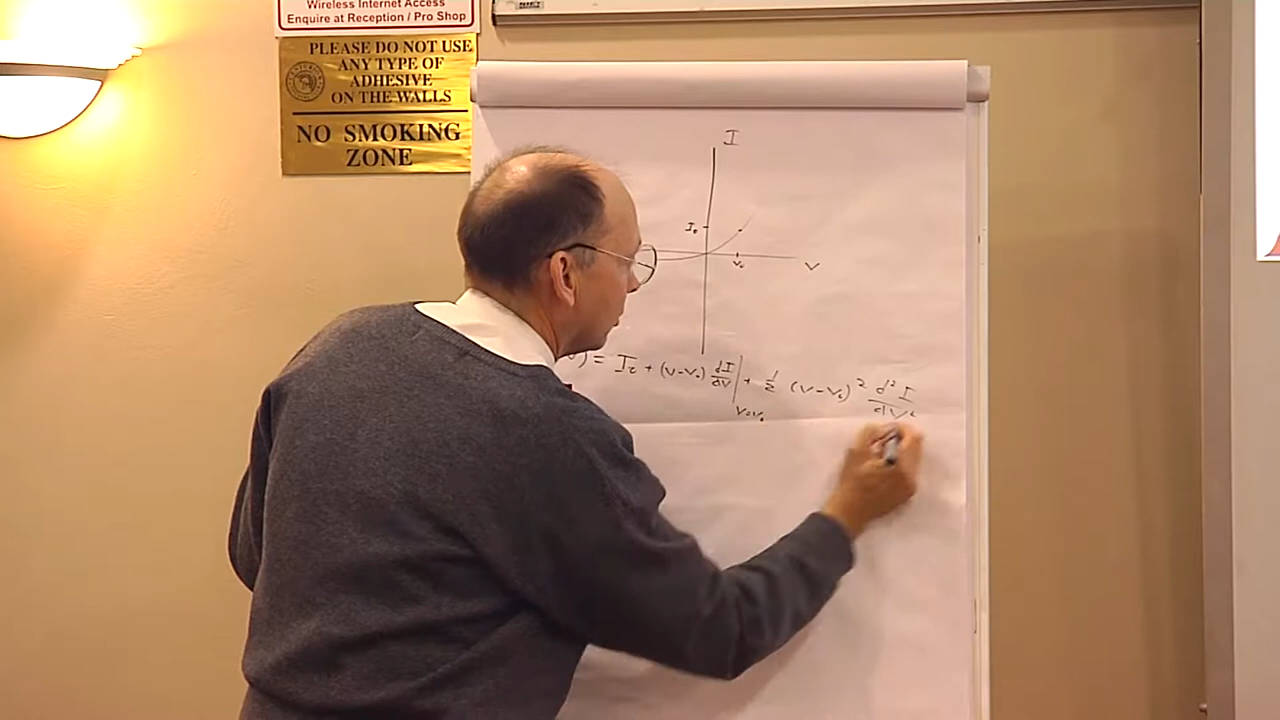 Wireless Internet Access
Enquire at Reception / Pro Shop
PLEASE DO NOT USE
ANY TYPE OF
ADHESIVE
ON THE WALLS
NO SMOKING
ZONE
I
I₀
V₀
V
) = I₀ + (V-V₀) dI/dV | + 1/2 (V-V₀)² d²I/dV²
V=V₀